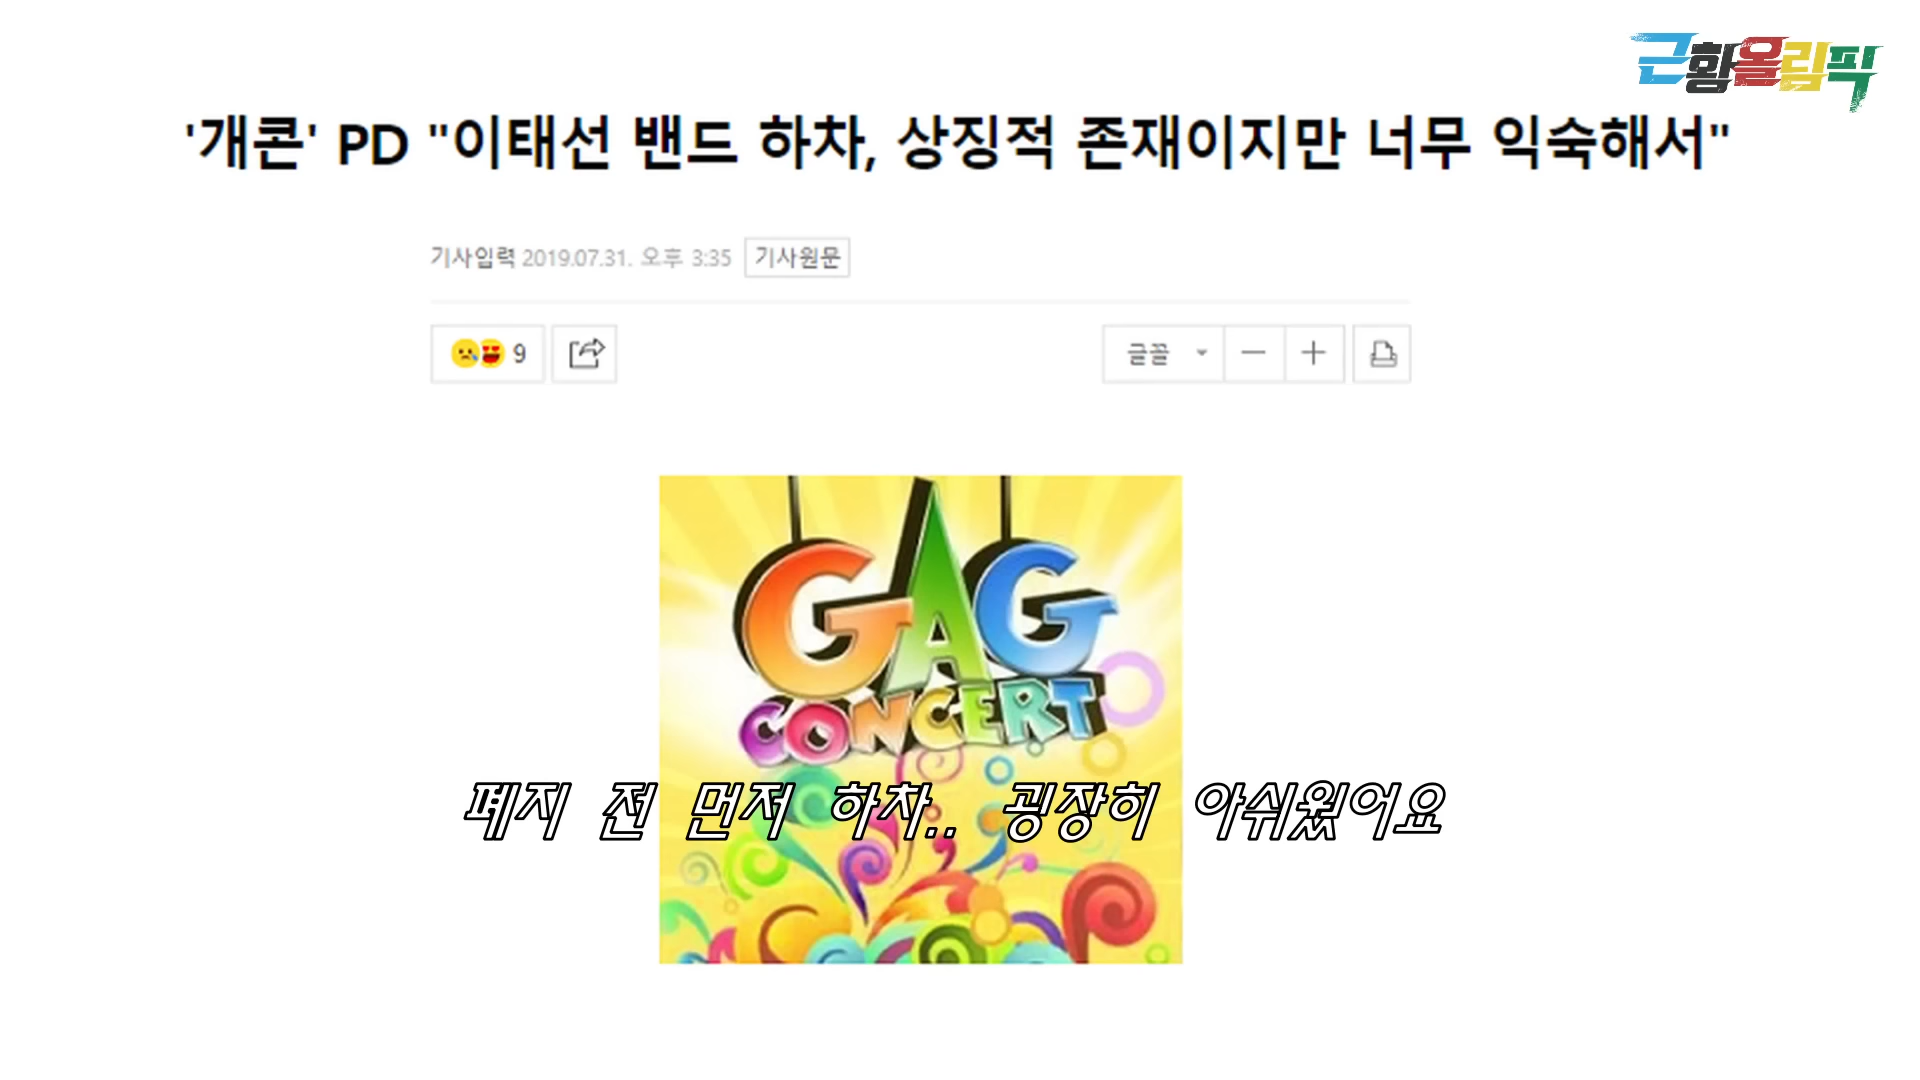 근황올림픽
'개콘' PD "이태선 밴드 하차, 상징적 존재이지만 너무 익숙해서"
기사입력 2019.07.31. 오후 3:35 기사원문
9
글꼴
GAG
CONCERT
폐지 전 먼저 하차.. 굉장히 아쉬웠어요